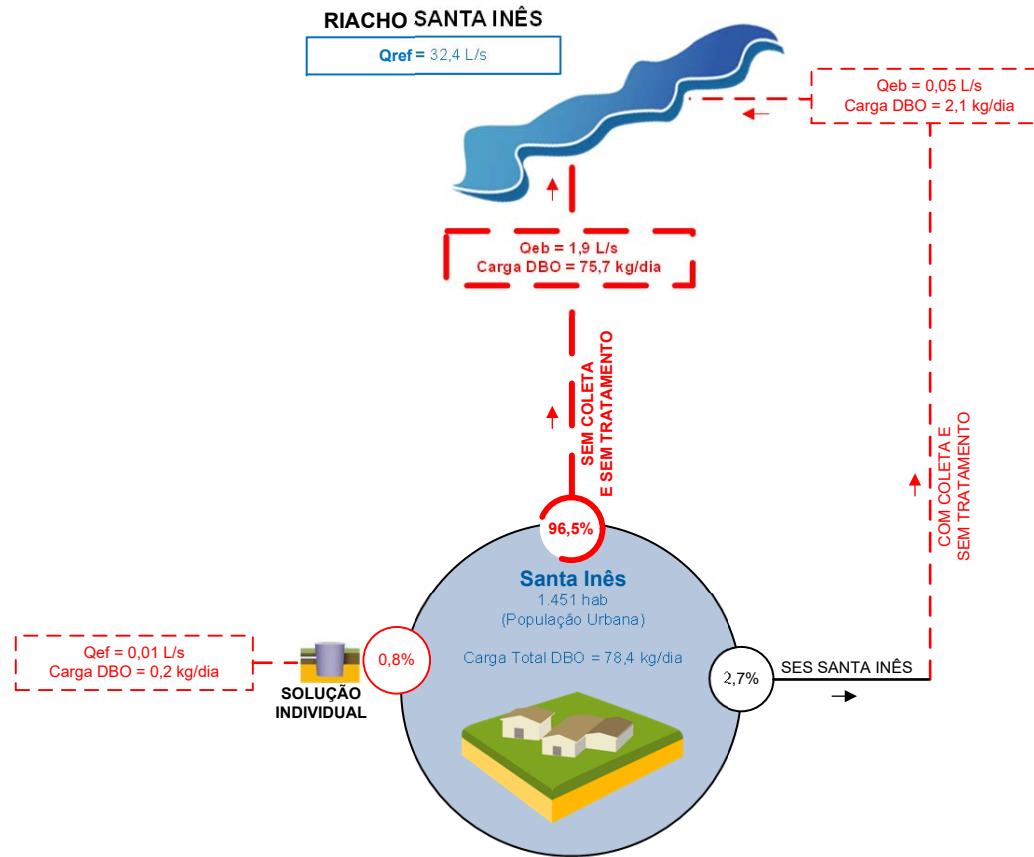 RIACHO SANTA INÊS
Qref = 32,4 L/s
Qeb = 0,05 L/s
Carga DBO = 2,1 kg/dia
Qeb = 1,9 L/s
Carga DBO = 75,7 kg/dia
SEM COLETA
E SEM TRATAMENTO
COM COLETA E
SEM TRATAMENTO
96,5%
Santa Inês
1.451 hab
(População Urbana)
Carga Total DBO = 78,4 kg/dia
Qef = 0,01 L/s
Carga DBO = 0,2 kg/dia
0,8%
SOLUÇÃO
INDIVIDUAL
2,7%
SES SANTA INÊS